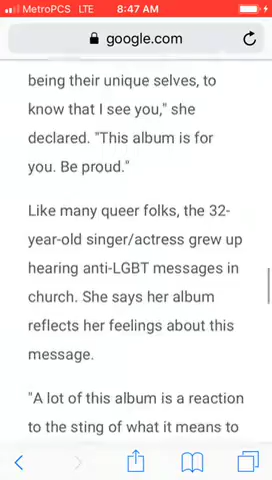 MetroPCS LTE 8:47 AM
google.com
being their unique selves, to
know that I see you," she
declared. "This album is for
you. Be proud."
Like many queer folks, the 32-
year-old singer/actress grew up
hearing anti-LGBT messages in
church. She says her album
reflects her feelings about this
message.
"A lot of this album is a reaction
to the sting of what it means to